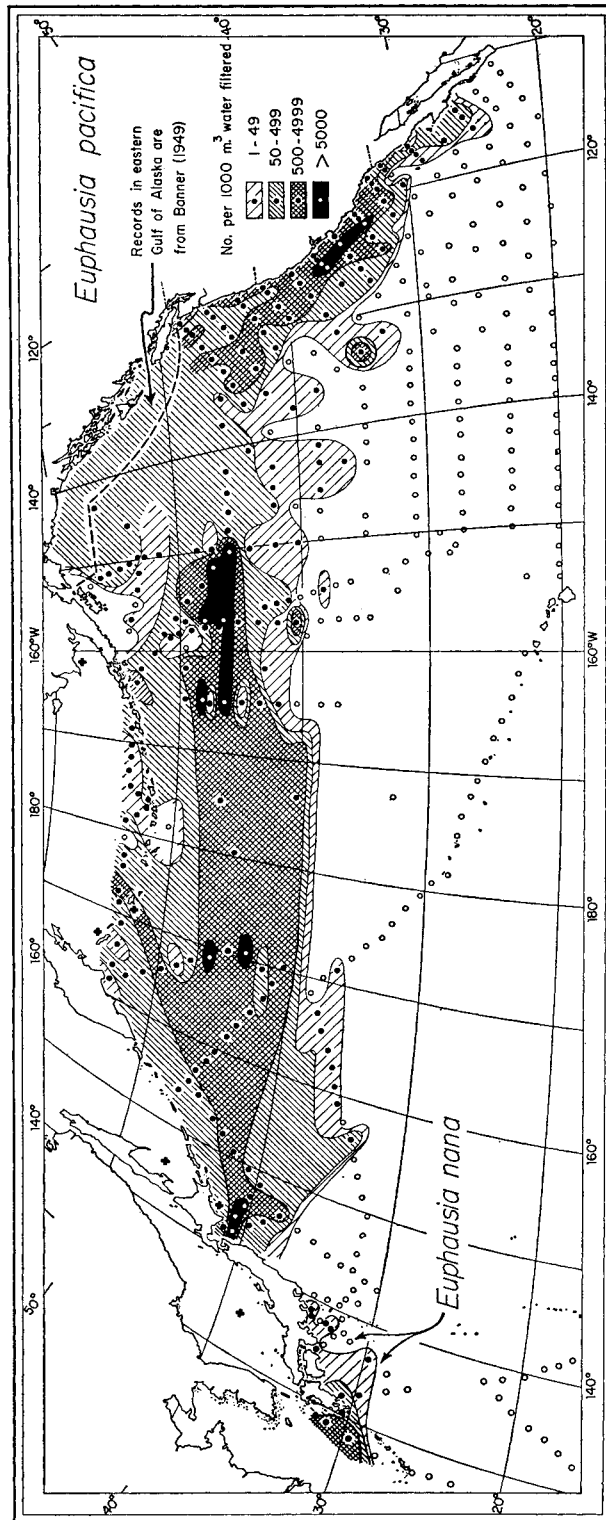 Euphausia pacifica
Records in eastern
Gulf of Alaska are
from Banner (1949)
No. per 1000 m³ water filtered
1-49
50-499
500-4999
> 5000
Euphausia nana
50°
140°
160°
180°
160°W
140°
120°
40°
30°
20°
40°
30°
20°
140°
160°
180°
160°W
140°
120°